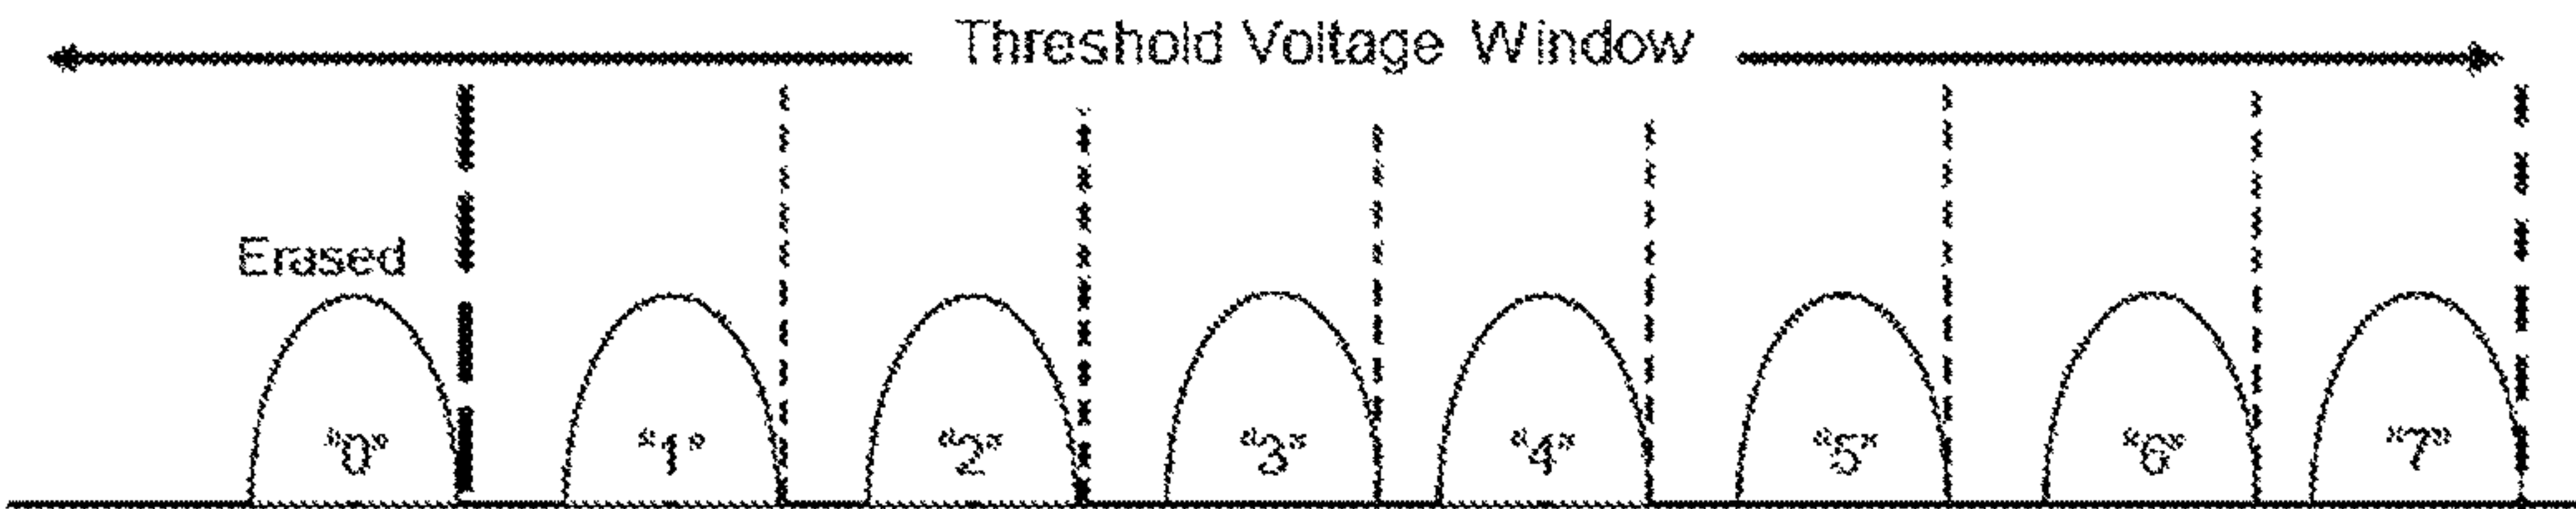 Threshold Voltage Window
Erased
“0” “1” “2” “3” “4” “5” “6” “7”